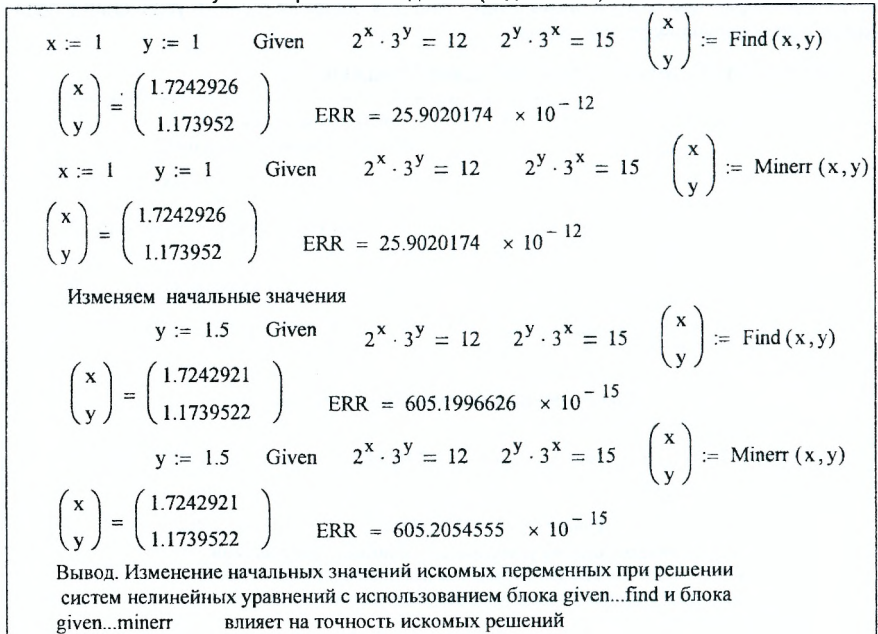 x := 1 y := 1 Given 2^x · 3^y = 12 2^y · 3^x = 15 (x y) := Find (x,y)
(x y) = (1.7242926 1.173952) ERR = 25.9020174 × 10^-12
x := 1 y := 1 Given 2^x · 3^y = 12 2^y · 3^x = 15 (x y) := Minerr (x,y)
(x y) = (1.7242926 1.173952) ERR = 25.9020174 × 10^-12
Изменяем начальные значения
y := 1.5 Given 2^x · 3^y = 12 2^y · 3^x = 15 (x y) := Find (x,y)
(x y) = (1.7242921 1.1739522) ERR = 605.1996626 × 10^-15
y := 1.5 Given 2^x · 3^y = 12 2^y · 3^x = 15 (x y) := Minerr (x,y)
(x y) = (1.7242921 1.1739522) ERR = 605.2054555 × 10^-15
Вывод. Изменение начальных значений искомых переменных при решении
систем нелинейных уравнений с использованием блока given...find и блока
given...minerr влияет на точность искомых решений